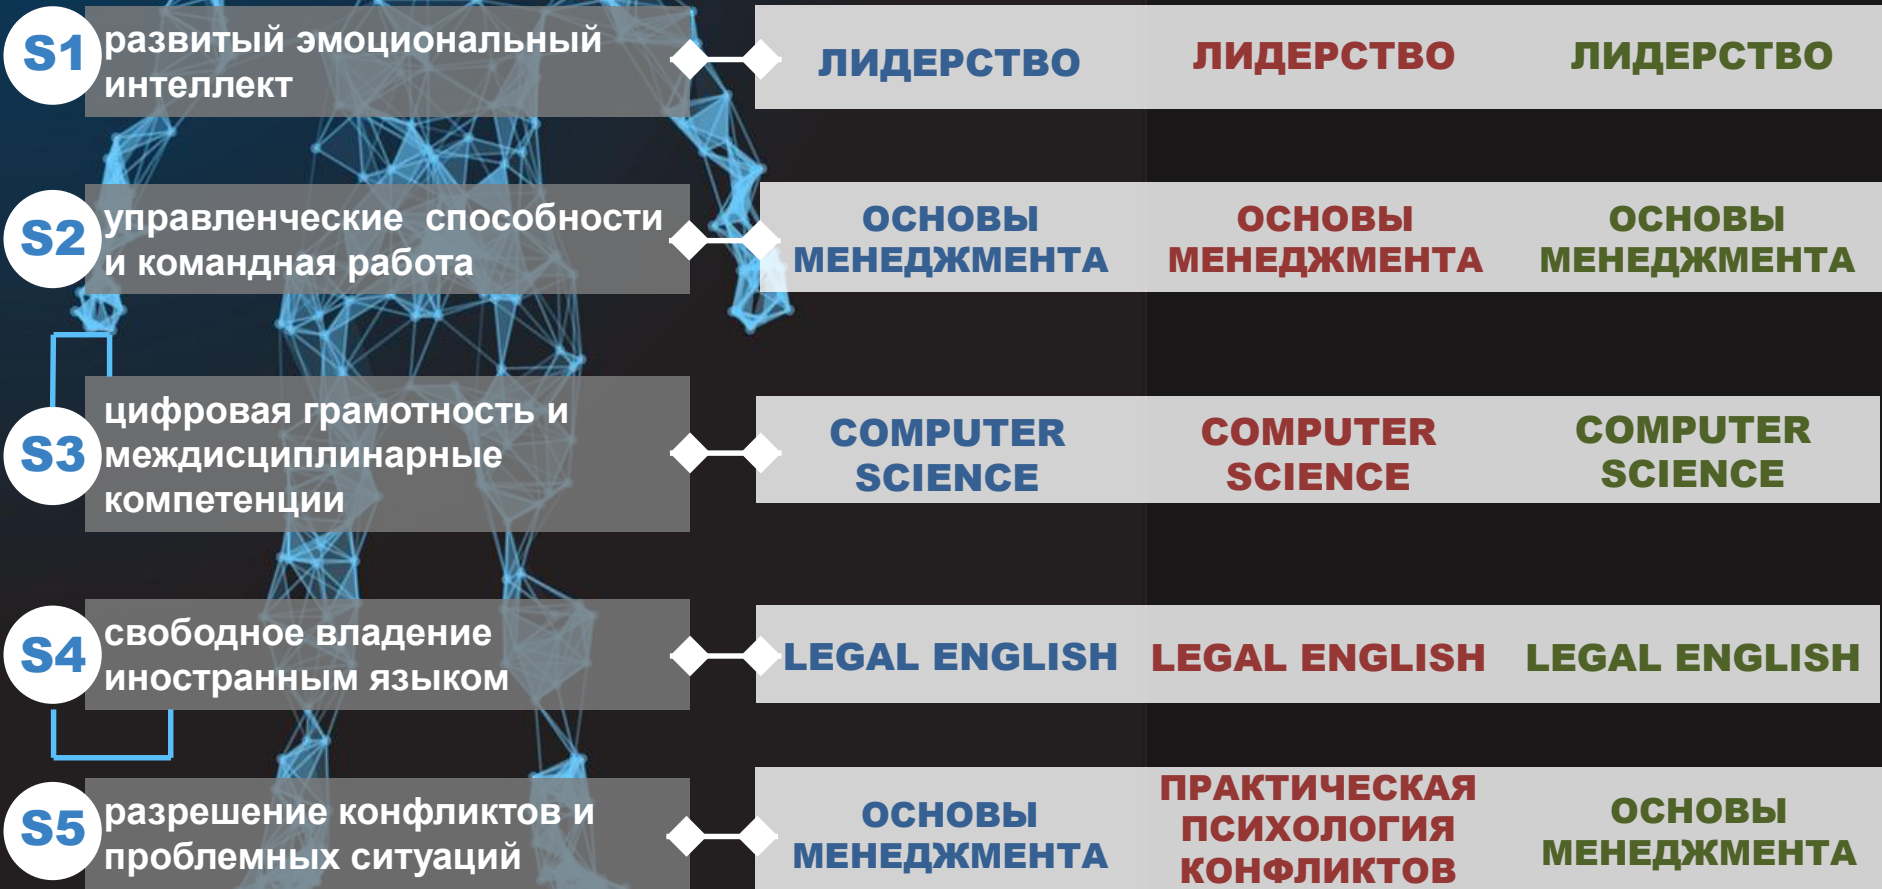 S1
развитый эмоциональный
интеллект
ЛИДЕРСТВО
ЛИДЕРСТВО
ЛИДЕРСТВО
S2
управленческие способности
и командная работа
ОСНОВЫ
МЕНЕДЖМЕНТА
ОСНОВЫ
МЕНЕДЖМЕНТА
ОСНОВЫ
МЕНЕДЖМЕНТА
S3
цифровая грамотность и
междисциплинарные
компетенции
COMPUTER
SCIENCE
COMPUTER
SCIENCE
COMPUTER
SCIENCE
S4
свободное владение
иностранным языком
LEGAL ENGLISH
LEGAL ENGLISH
LEGAL ENGLISH
S5
разрешение конфликтов и
проблемных ситуаций
ОСНОВЫ
МЕНЕДЖМЕНТА
ПРАКТИЧЕСКАЯ
ПСИХОЛОГИЯ
КОНФЛИКТОВ
ОСНОВЫ
МЕНЕДЖМЕНТА